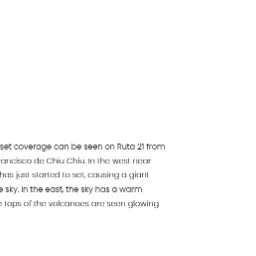 set coverage can be seen on Ruta 21 from
ancisco de Chiu Chiu. In the west near
has just started to set, causing a giant
e sky. In the east, the sky has a warm
e tops of the volcanoes are seen glowing